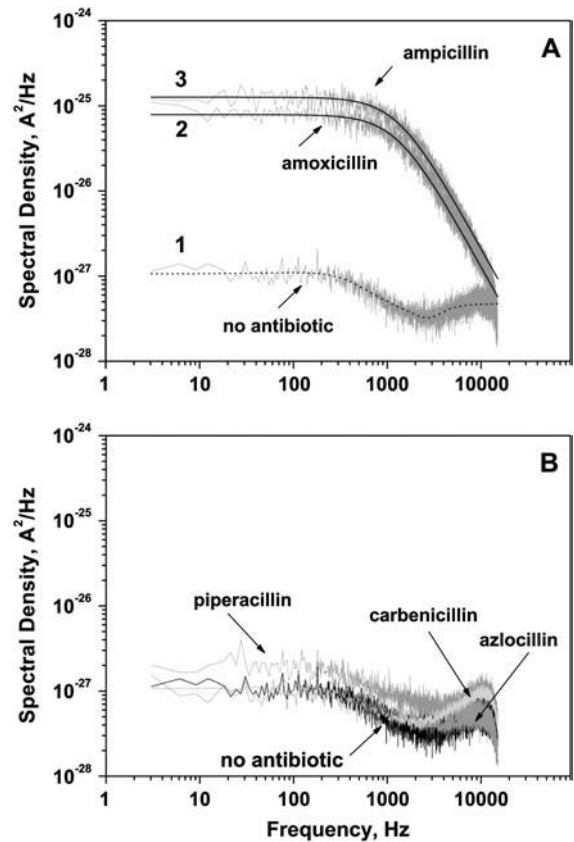 A
Spectral Density, A²/Hz
10⁻²⁴
10⁻²⁵
10⁻²⁶
10⁻²⁷
10⁻²⁸
3
2
1
ampicillin
amoxicillin
no antibiotic
1
10
100
1000
10000
B
Spectral Density, A²/Hz
10⁻²⁴
10⁻²⁵
10⁻²⁶
10⁻²⁷
10⁻²⁸
piperacillin
carbenicillin
azlocillin
no antibiotic
1
10
100
1000
10000
Frequency, Hz